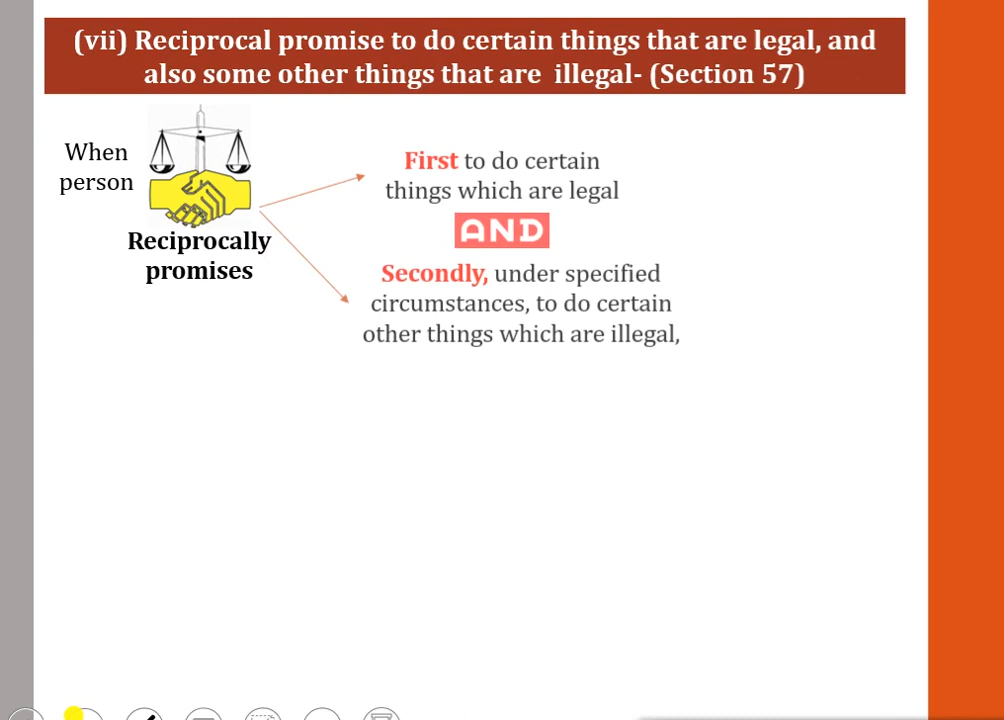 (vii) Reciprocal promise to do certain things that are legal, and
also some other things that are illegal- (Section 57)
When
person
Reciprocally
promises
First to do certain
things which are legal
AND
Secondly, under specified
circumstances, to do certain
other things which are illegal,